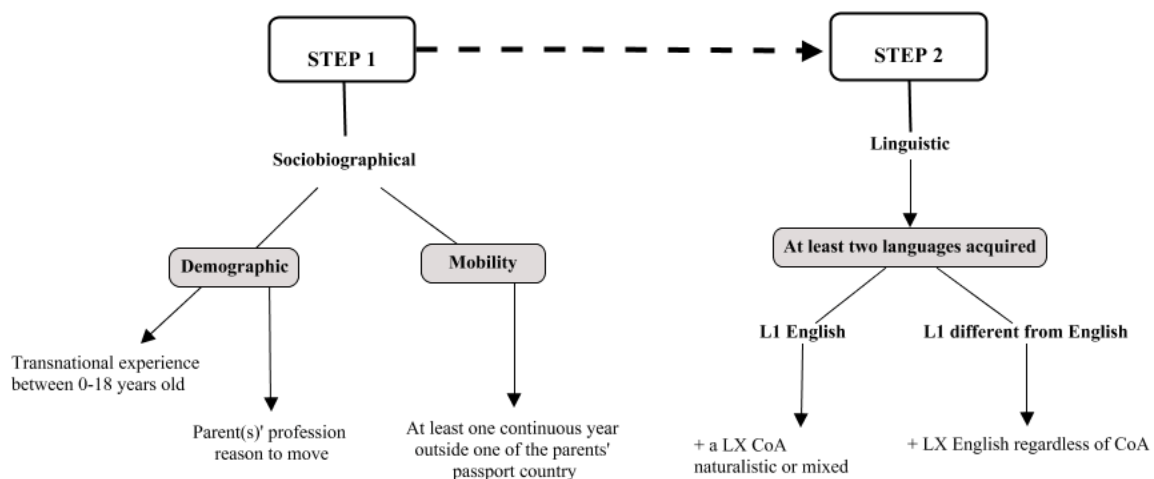 STEP 1
STEP 2
Sociobiographical
Linguistic
Demographic
Mobility
At least two languages acquired
L1 English
L1 different from English
Transnational experience
between 0-18 years old
Parent(s)' profession
reason to move
At least one continuous year
outside one of the parents'
passport country
+ a LX CoA
naturalistic or mixed
+ LX English regardless of CoA